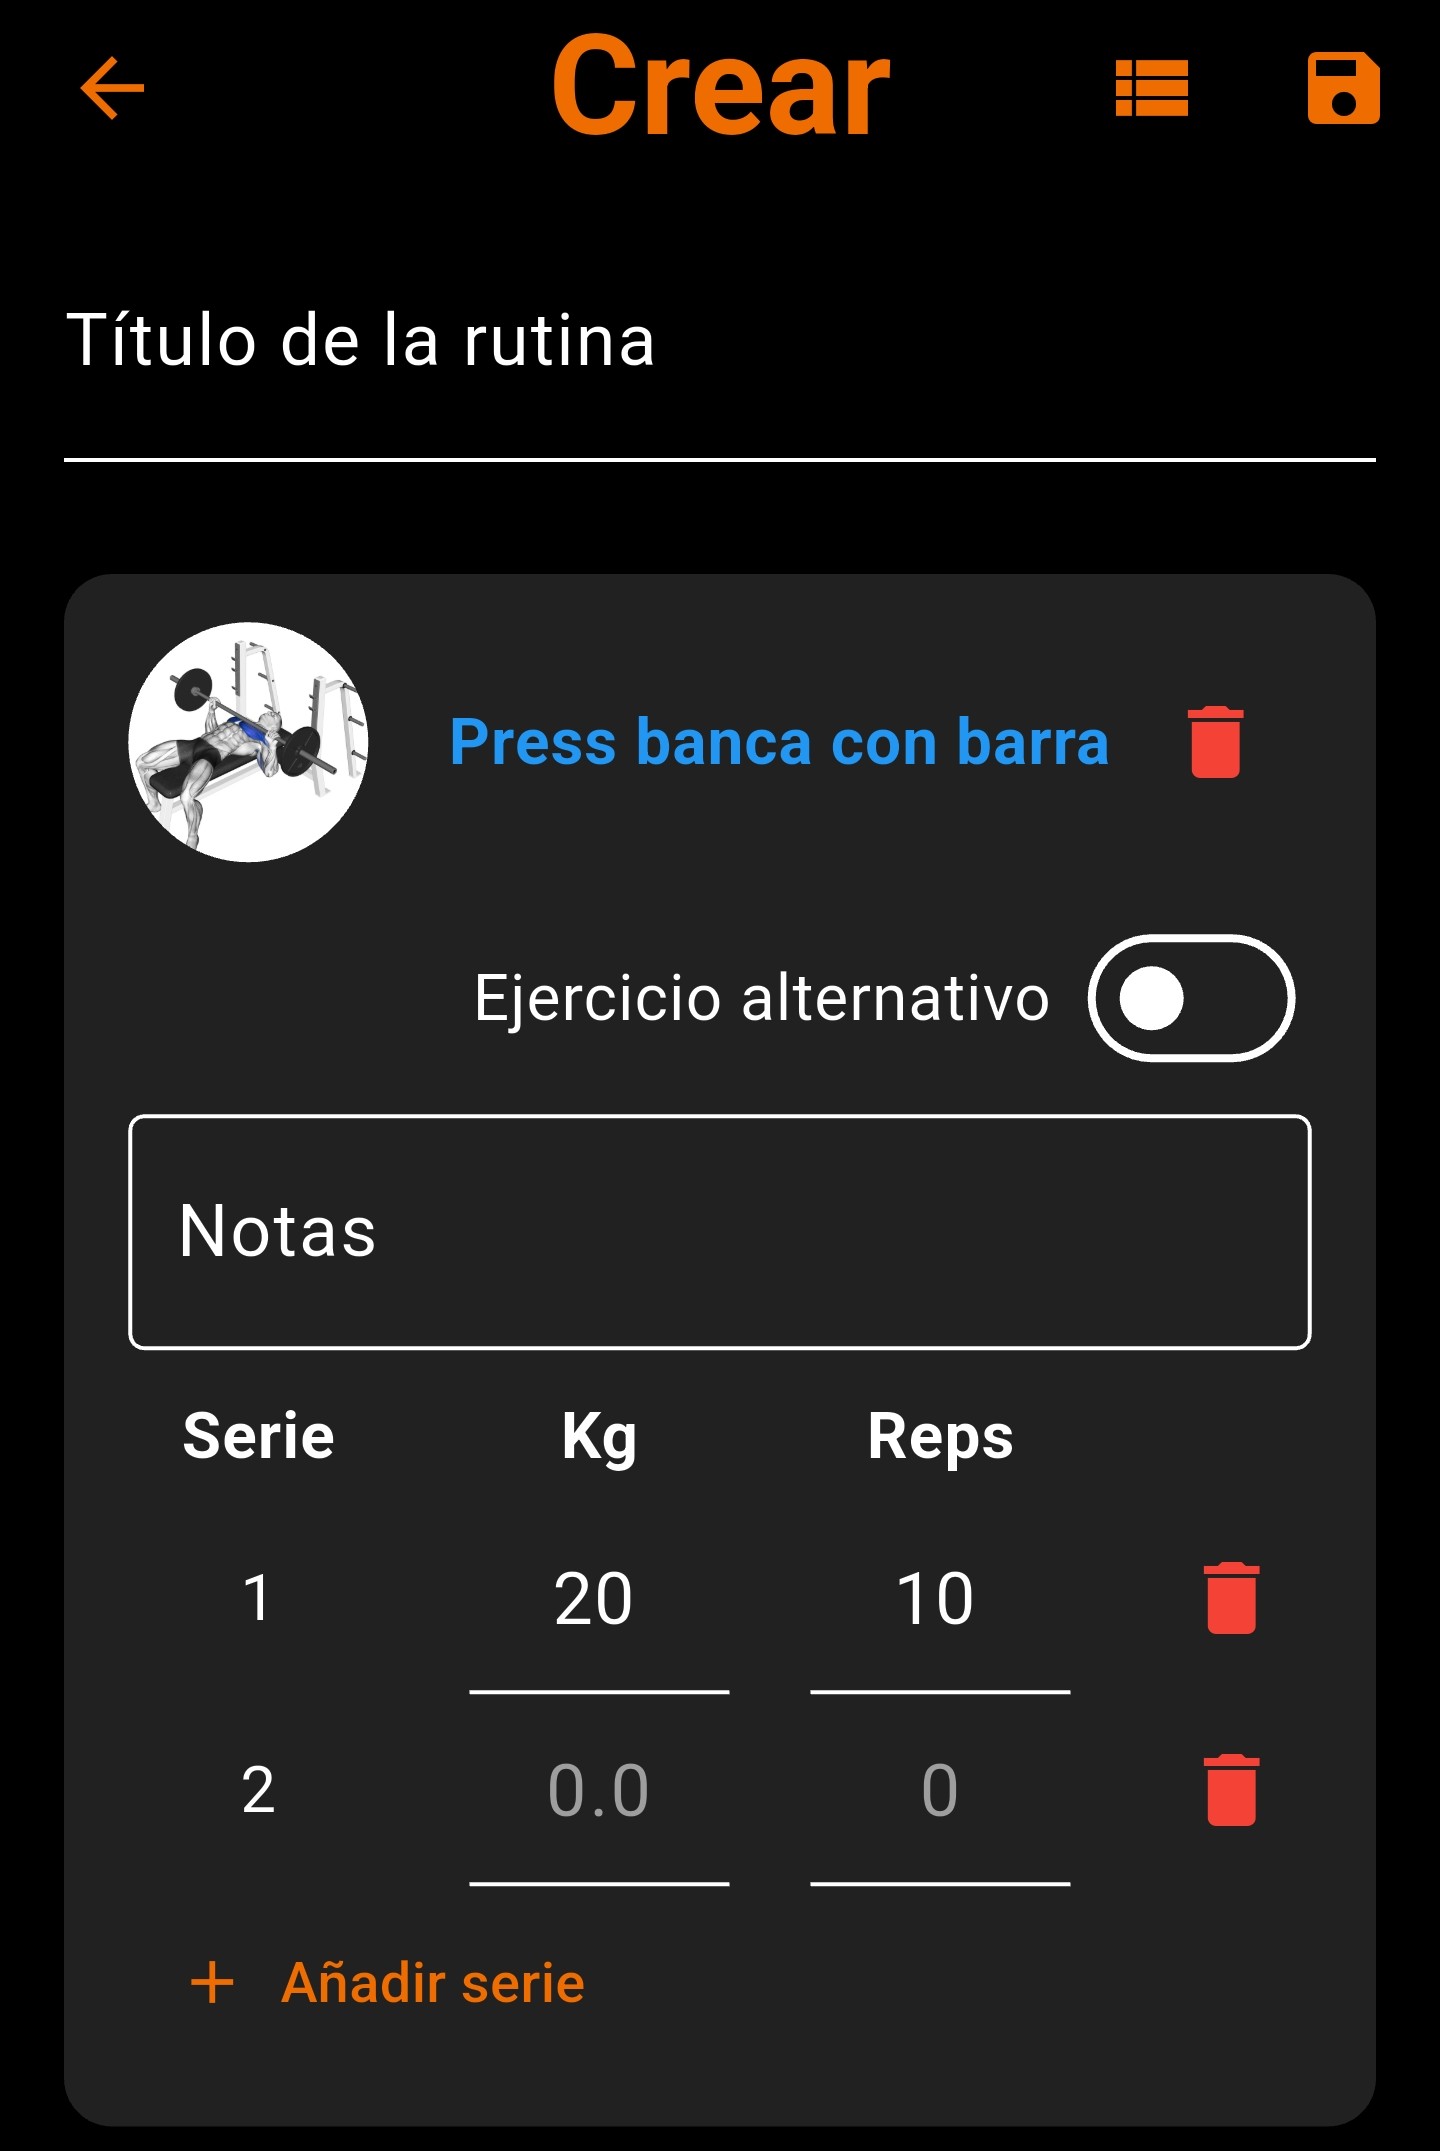 Crear
Título de la rutina
Press banca con barra
Ejercicio alternativo
Notas
Serie Kg Reps
1 20 10
2 0.0 0
+ Añadir serie